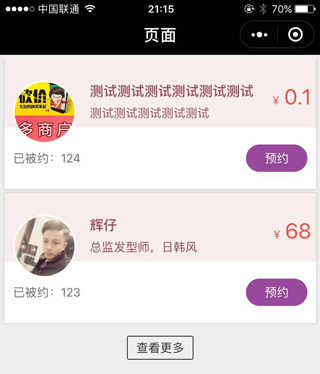 中国联通
21:15
70%
页面
砍价
多商户
测试测试测试测试测试测试
测试测试测试测试测试
¥ 0.1
已被约：124
预约
辉仔
总监发型师，日韩风
¥ 68
已被约：123
预约
查看更多